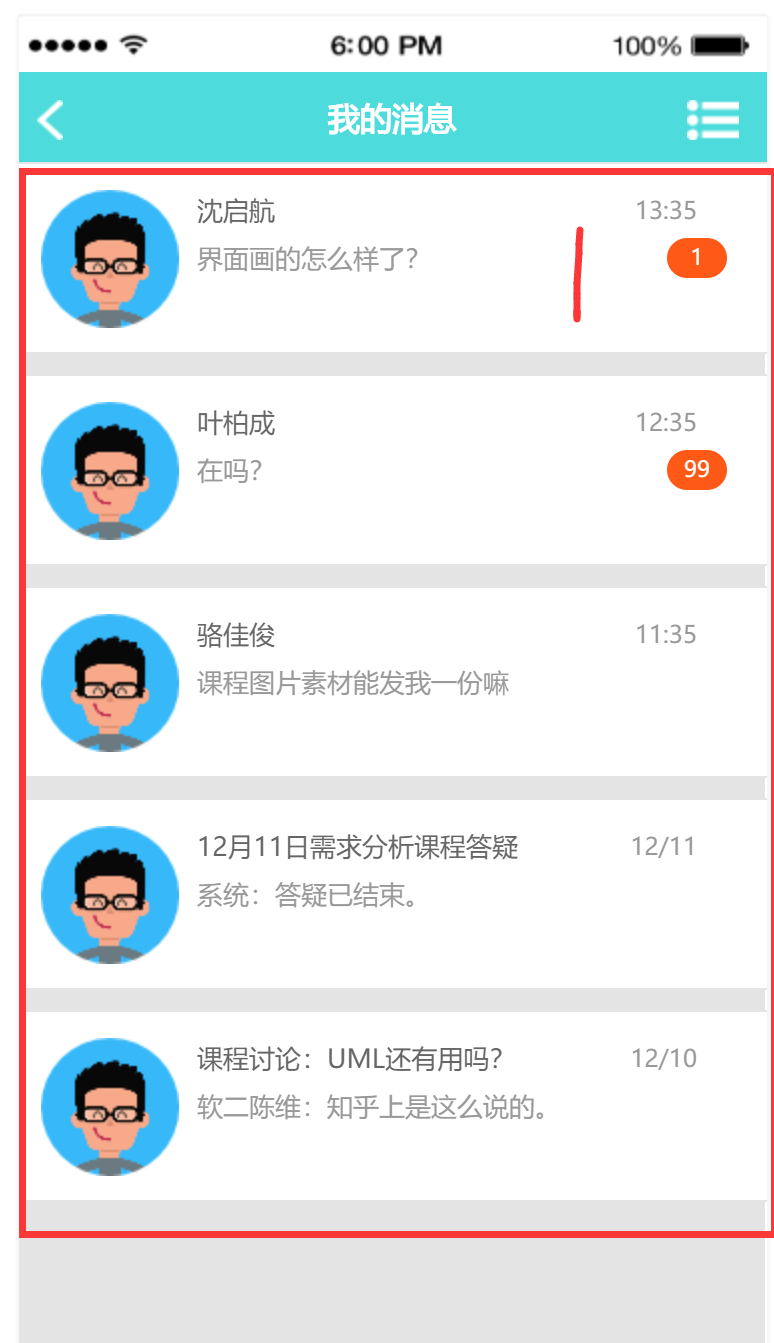 6:00 PM 100%
我的消息
沈启航 13:35
界面画的怎么样了? 1
叶柏成 12:35
在吗? 99
骆佳俊 11:35
课程图片素材能发我一份嘛
12月11日需求分析课程答疑 12/11
系统：答疑已结束。
课程讨论：UML还有用吗? 12/10
软二陈维：知乎上是这么说的。